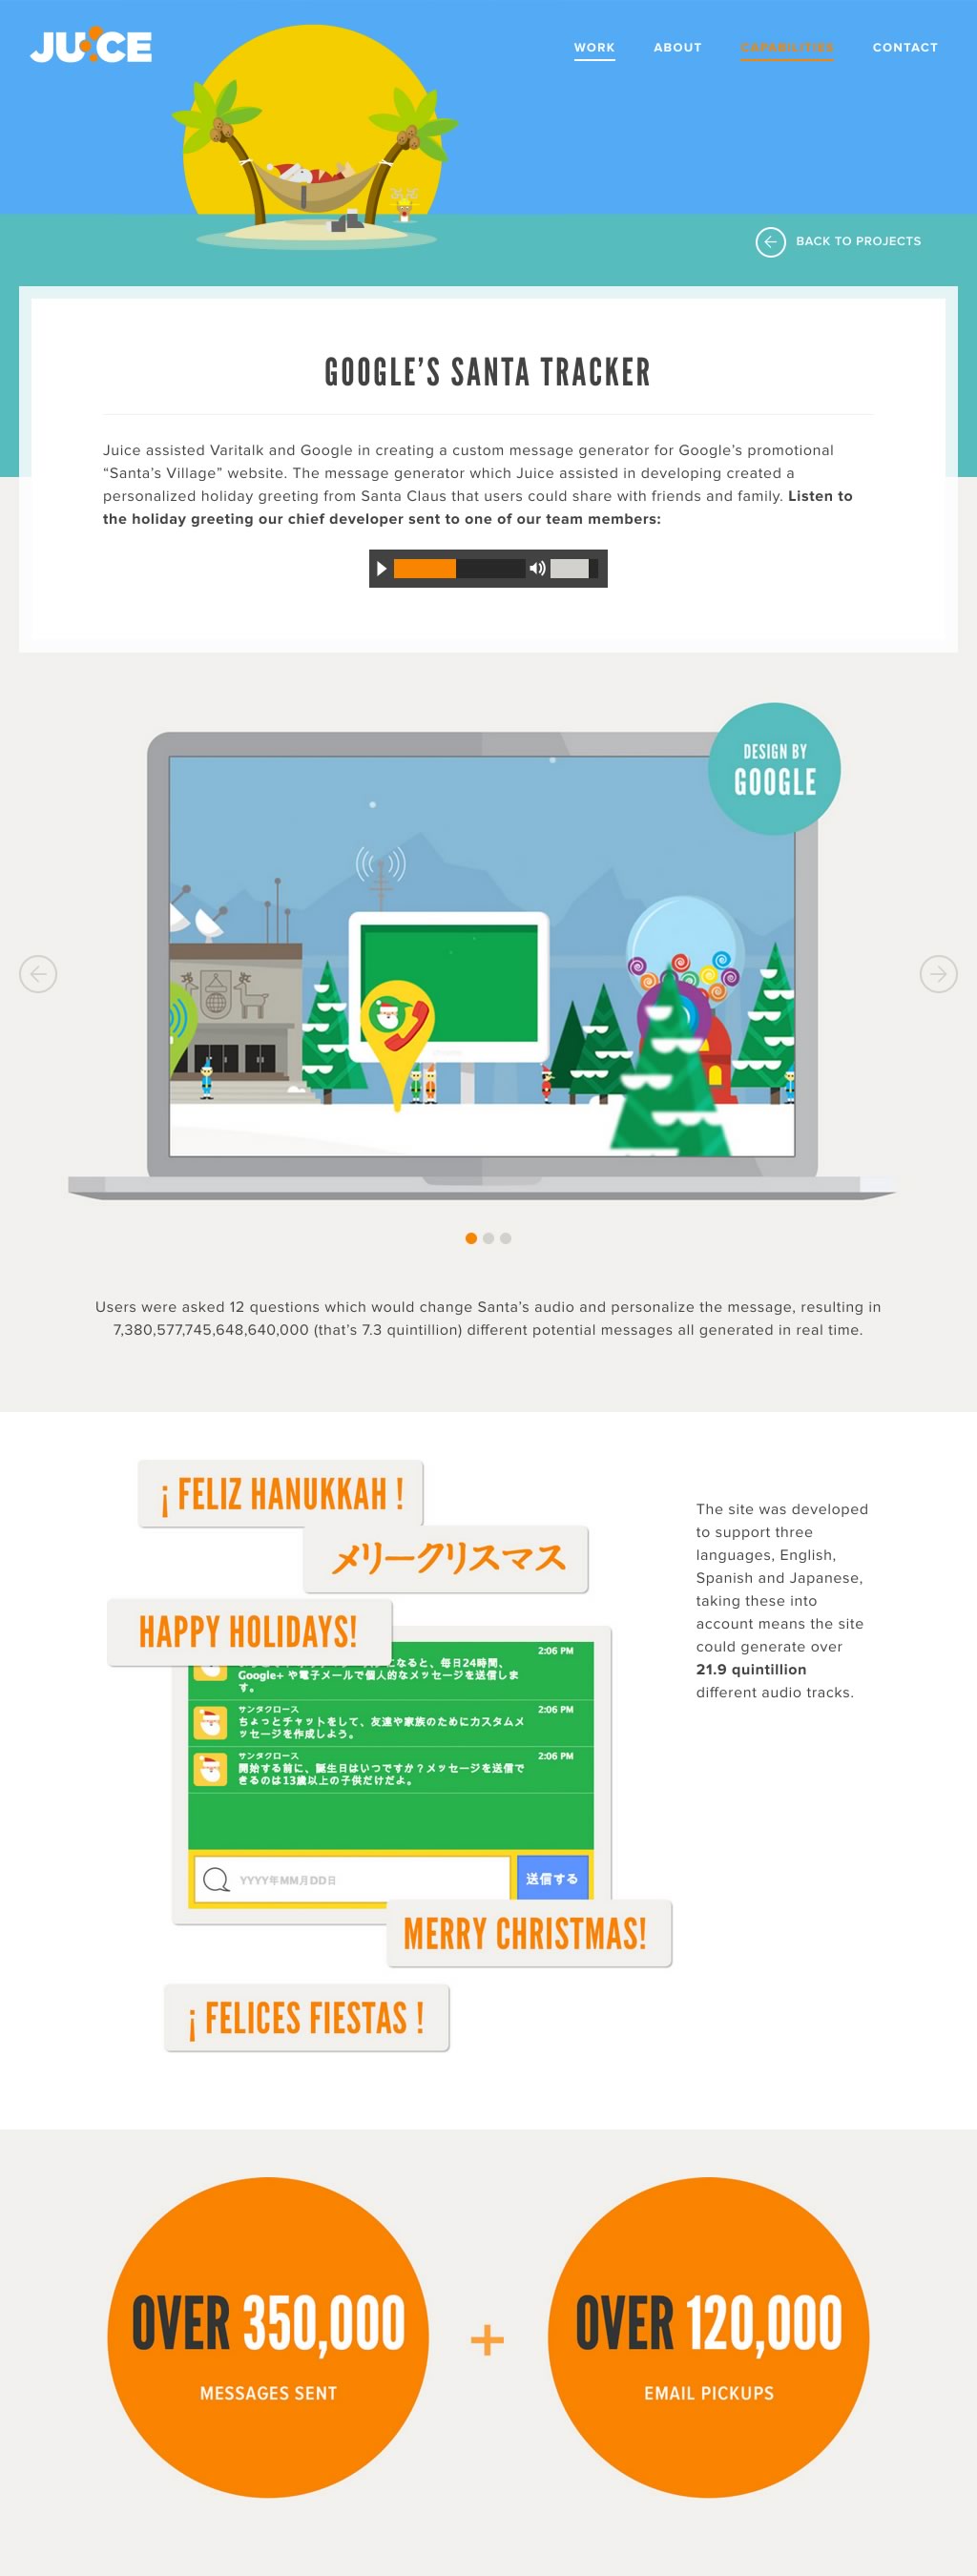 JUICE
WORK ABOUT CAPABILITIES CONTACT
BACK TO PROJECTS
GOOGLE’S SANTA TRACKER
Juice assisted Varitalk and Google in creating a custom message generator for Google’s promotional
“Santa’s Village” website. The message generator which Juice assisted in developing created a
personalized holiday greeting from Santa Claus that users could share with friends and family. Listen to
the holiday greeting our chief developer sent to one of our team members:
DESIGN BY
GOOGLE
Users were asked 12 questions which would change Santa’s audio and personalize the message, resulting in
7,380,577,745,648,640,000 (that’s 7.3 quintillion) different potential messages all generated in real time.
¡ FELIZ HANUKKAH !
メリークリスマス
HAPPY HOLIDAYS!
になると、毎日24時間、
2:06 PM
Google+ や電子メールで個人的なメッセージを送信しま
す。
サンタクロース
2:06 PM
ちょっとチャットをして、友達や家族のためにカスタムメ
ッセージを作成しよう。
サンタクロース
2:06 PM
開始する前に、誕生日はいつですか？メッセージを送信で
きるのは13歳以上の子供だけだよ。
YYYY年MM月DD日
送信する
MERRY CHRISTMAS!
¡ FELICES FIESTAS !
The site was developed
to support three
languages, English,
Spanish and Japanese,
taking these into
account means the site
could generate over
21.9 quintillion
different audio tracks.
OVER 350,000
MESSAGES SENT
+
OVER 120,000
EMAIL PICKUPS